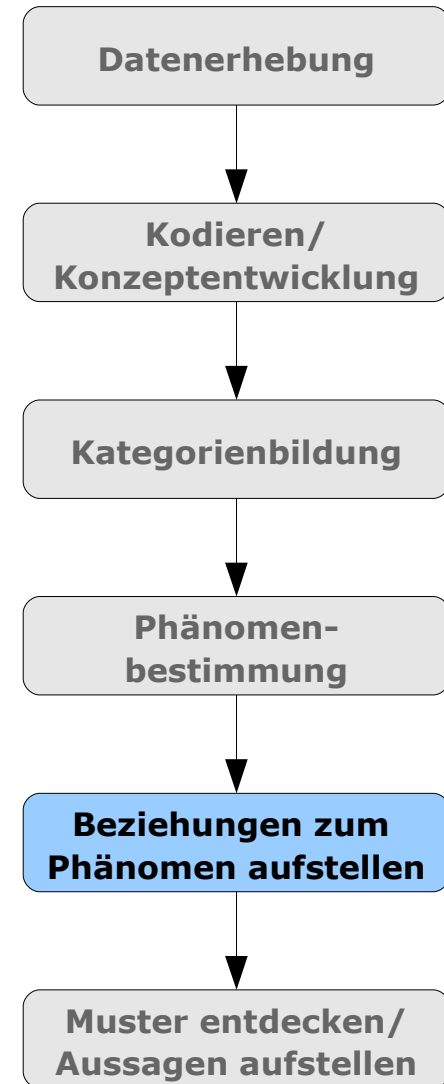 Datenerhebung
Kodieren/
Konzeptentwicklung
Kategorienbildung
Phänomen-
bestimmung
Beziehungen zum
Phänomen aufstellen
Muster entdecken/
Aussagen aufstellen